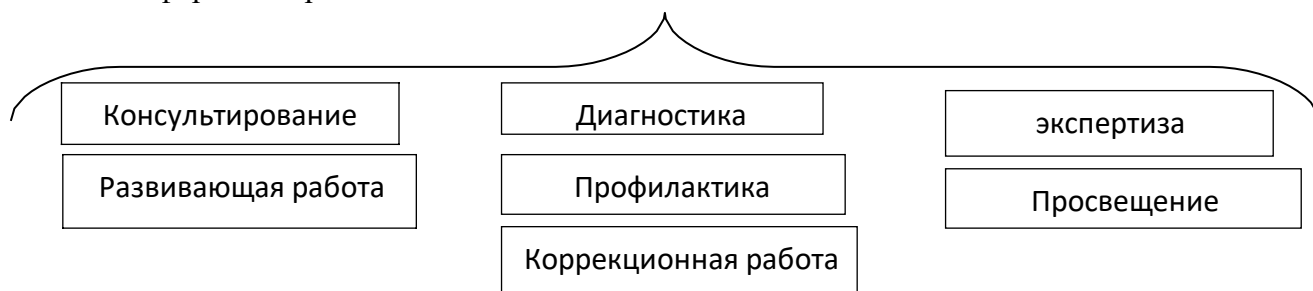 Консультирование
Диагностика
экспертиза
Развивающая работа
Профилактика
Просвещение
Коррекционная работа